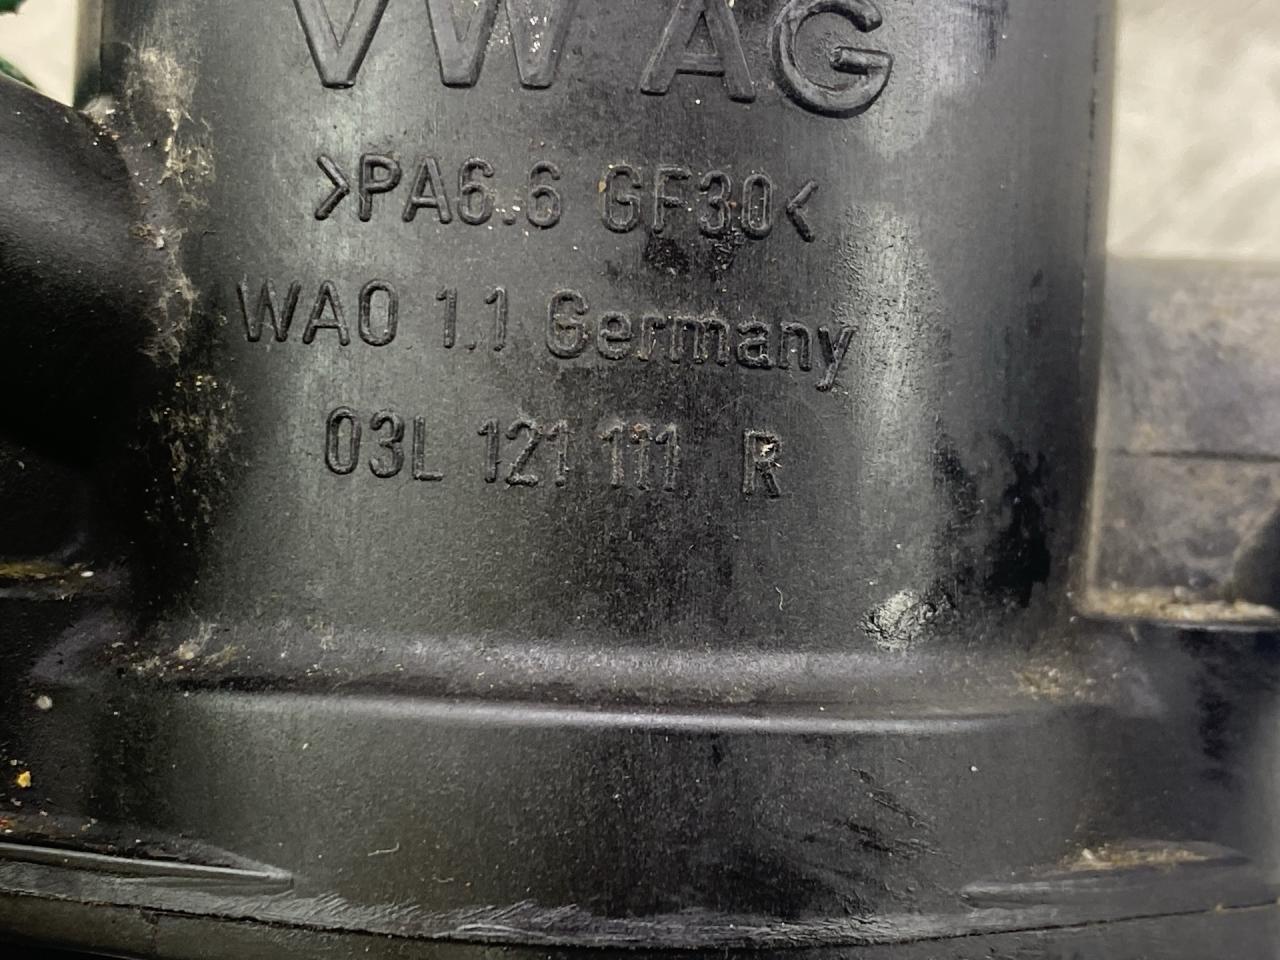 VW AG
>PA6.6 GF30<
WAO 1.1 Germany
03L 121 111 R